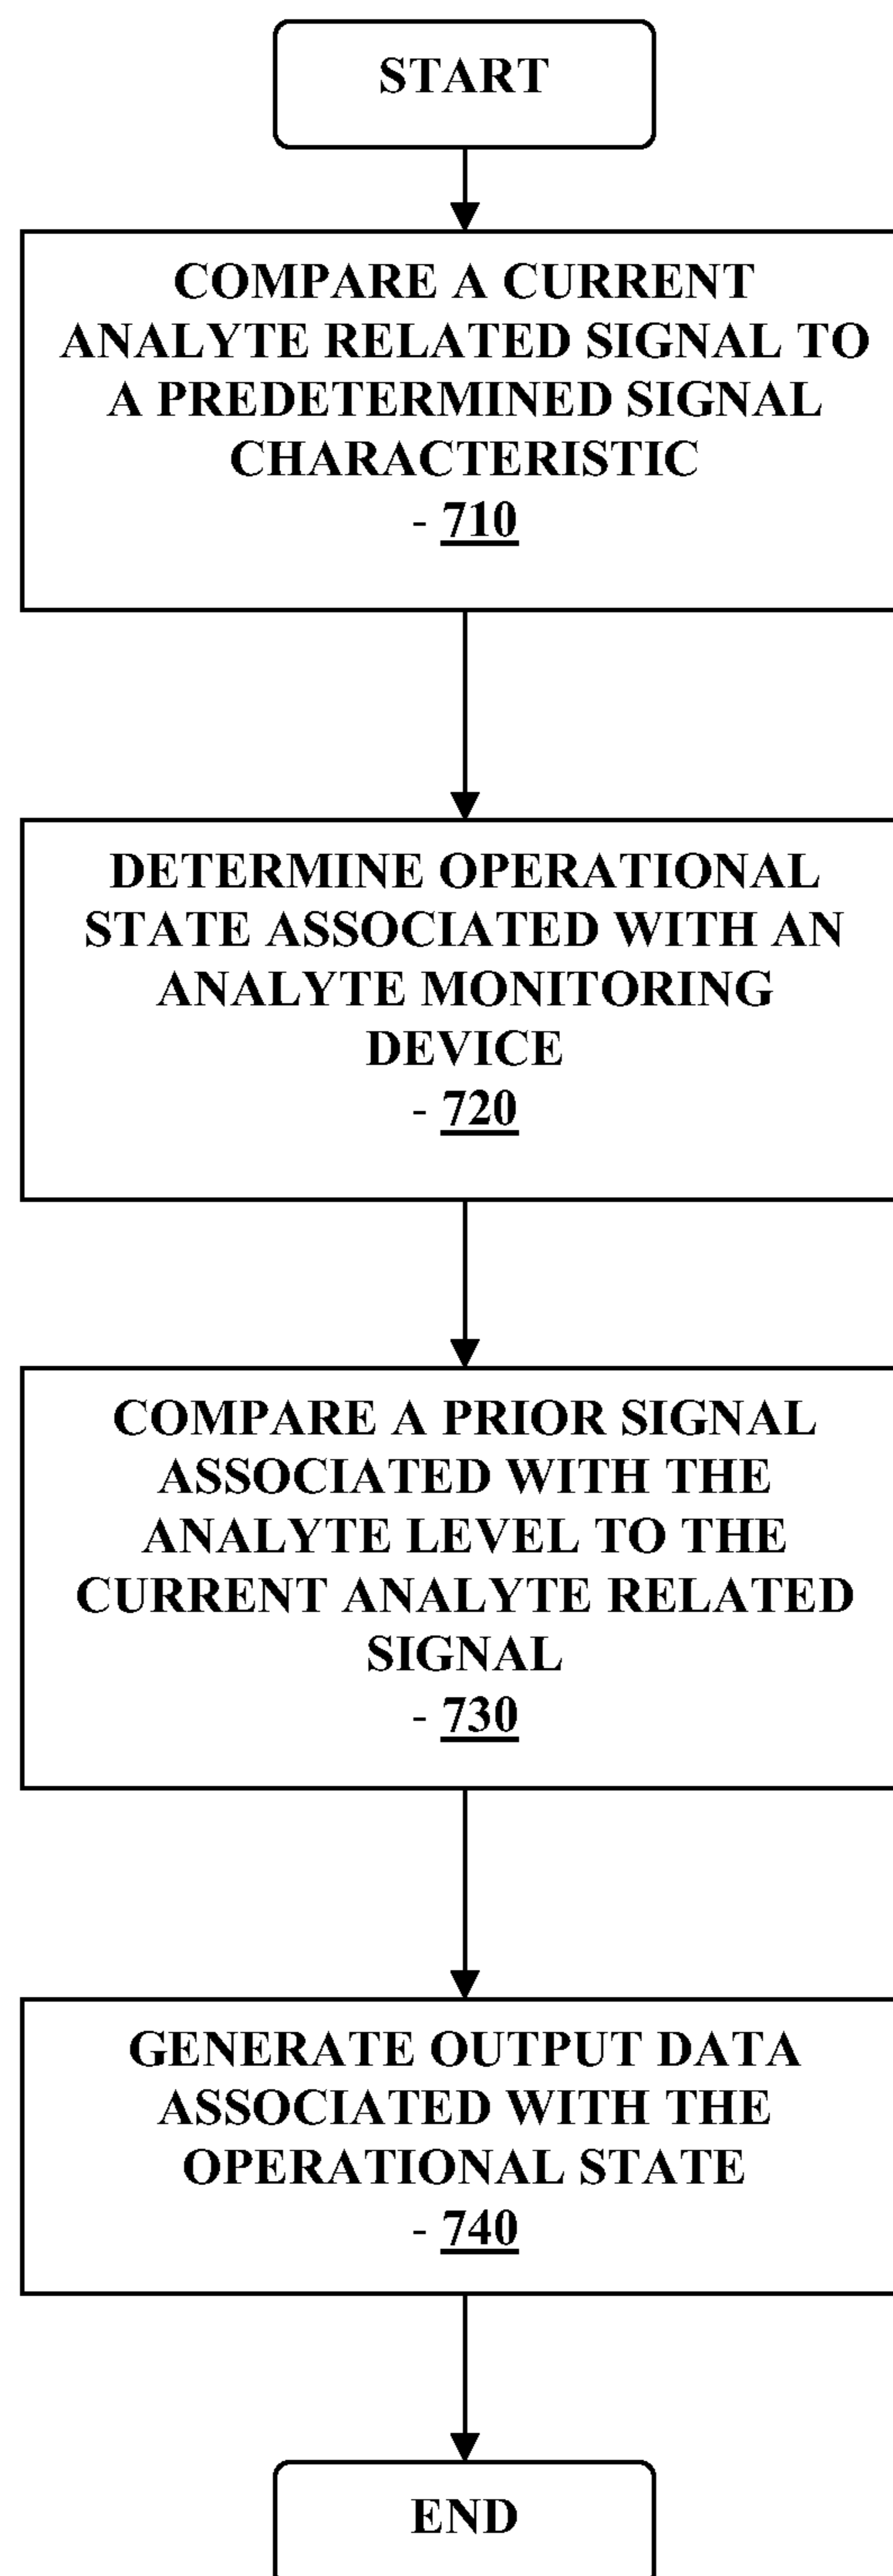 START
COMPARE A CURRENT
ANALYTE RELATED SIGNAL TO
A PREDETERMINED SIGNAL
CHARACTERISTIC
- 710
DETERMINE OPERATIONAL
STATE ASSOCIATED WITH AN
ANALYTE MONITORING
DEVICE
- 720
COMPARE A PRIOR SIGNAL
ASSOCIATED WITH THE
ANALYTE LEVEL TO THE
CURRENT ANALYTE RELATED
SIGNAL
- 730
GENERATE OUTPUT DATA
ASSOCIATED WITH THE
OPERATIONAL STATE
- 740
END